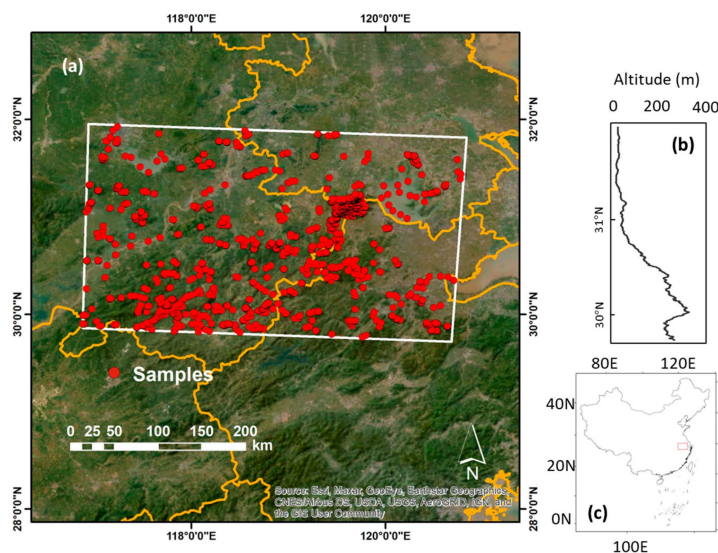 118°0'0"E
120°0'0"E
(a)
32°0'0"N
32°0'0"N
30°0'0"N
30°0'0"N
28°0'0"N
Samples
0 25 50 100 150 200
km
N
Source: Esri, Maxar, GeoEye, Earthstar Geographics,
CNES/Airbus DS, USDA, USGS, AeroGRID, IGN, and
the GIS User Community
118°0'0"E
120°0'0"E
Altitude (m)
0 200 400
(b)
31°N
30°N
80E 120E
40N
20N
0N
(c)
100E